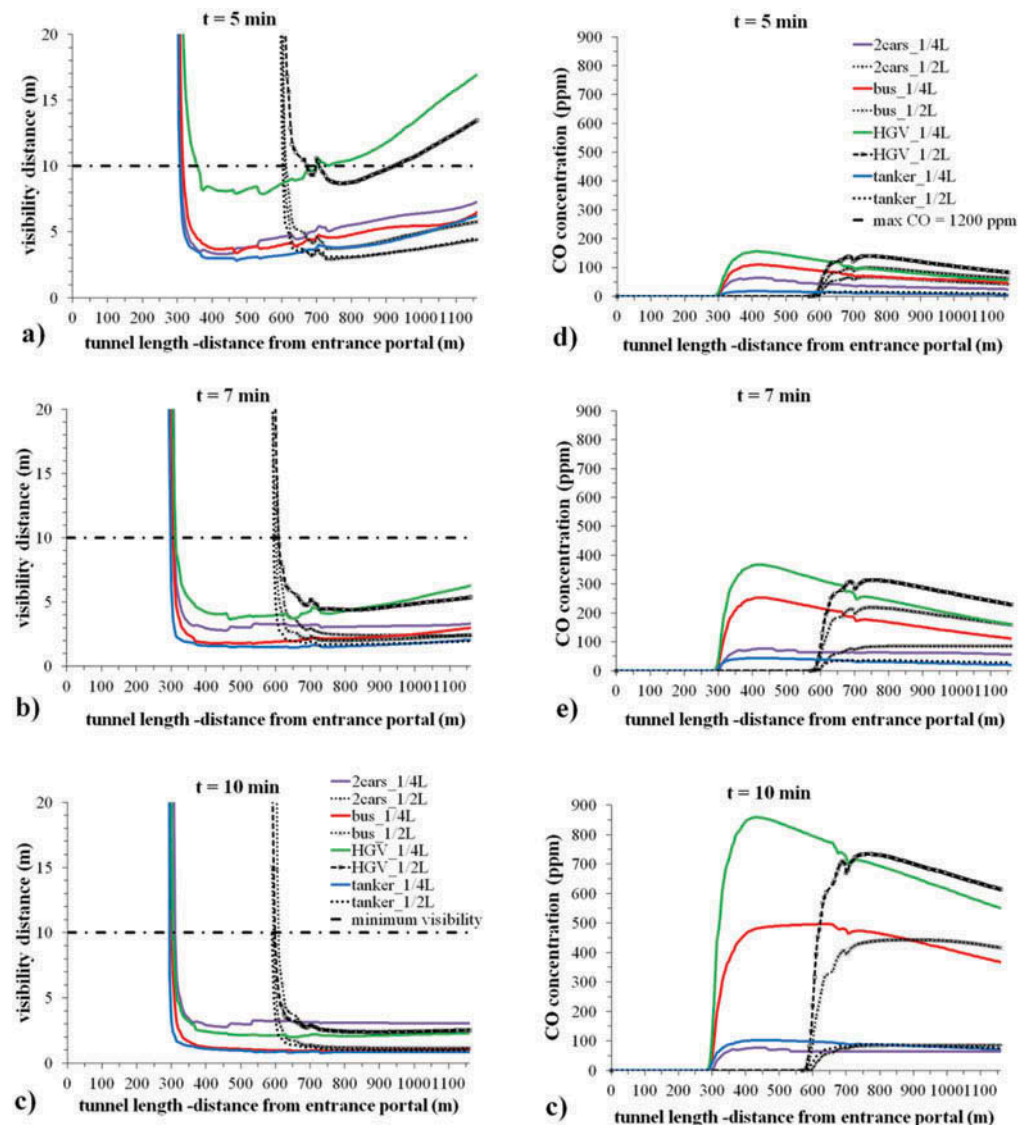 t = 5 min
visibility distance (m)
20
15
10
5
0
0 100 200 300 400 500 600 700 800 900 10001100
a)
tunnel length -distance from entrance portal (m)
t = 5 min
CO concentration (ppm)
900
800
700
600
500
400
300
200
100
0
2cars_1/4L
2cars_1/2L
bus_1/4L
bus_1/2L
HGV_1/4L
HGV_1/2L
tanker_1/4L
tanker_1/2L
max CO = 1200 ppm
0 100 200 300 400 500 600 700 800 900 10001100
d)
tunnel length -distance from entrance portal (m)
t = 7 min
visibility distance (m)
20
15
10
5
0
0 100 200 300 400 500 600 700 800 900 10001100
b)
tunnel length -distance from entrance portal (m)
t = 7 min
CO concentration (ppm)
900
800
700
600
500
400
300
200
100
0
0 100 200 300 400 500 600 700 800 900 10001100
e)
tunnel length -distance from entrance portal (m)
t = 10 min
visibility distance (m)
20
15
10
5
0
2cars_1/4L
2cars_1/2L
bus_1/4L
bus_1/2L
HGV_1/4L
HGV_1/2L
tanker_1/4L
tanker_1/2L
minimum visibility
0 100 200 300 400 500 600 700 800 900 10001100
c)
tunnel length -distance from entrance portal (m)
t = 10 min
CO concentration (ppm)
900
800
700
600
500
400
300
200
100
0
0 100 200 300 400 500 600 700 800 900 10001100
c)
tunnel length -distance from entrance portal (m)